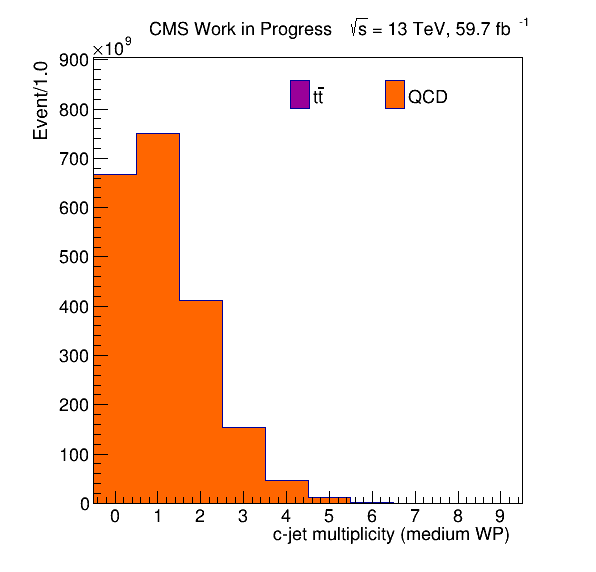 CMS Work in Progress √s = 13 TeV, 59.7 fb⁻¹
×10⁹
900
800
700
600
500
400
300
200
100
0
Event/1.0
tt̄
QCD
0 1 2 3 4 5 6 7 8 9
c-jet multiplicity (medium WP)